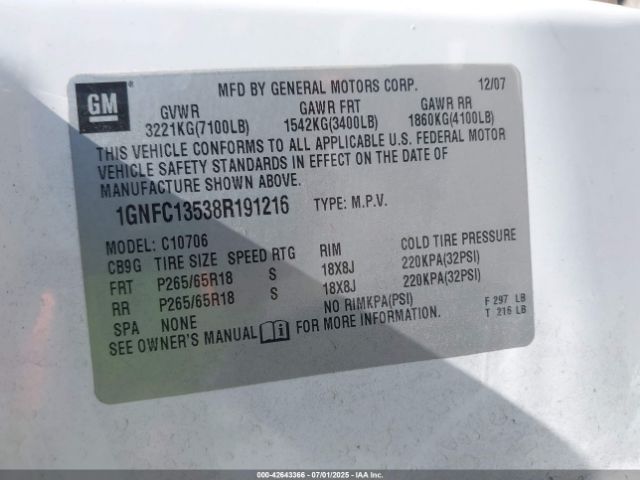 GM
MFD BY GENERAL MOTORS CORP. 12/07
GVWR GAWR FRT GAWR RR
3221KG(7100LB) 1542KG(3400LB) 1860KG(4100LB)
THIS VEHICLE CONFORMS TO ALL APPLICABLE U.S. FEDERAL MOTOR
VEHICLE SAFETY STANDARDS IN EFFECT ON THE DATE OF
MANUFACTURE SHOWN ABOVE.
1GNFC13538R191216 TYPE: M.P.V.
MODEL: C10706
CB9G TIRE SIZE SPEED RTG RIM COLD TIRE PRESSURE
FRT P265/65R18 S 18X8J 220KPA(32PSI)
RR P265/65R18 S 18X8J 220KPA(32PSI)
SPA NONE NO RIMKPA(PSI) F 297 LB
SEE OWNER'S MANUAL i FOR MORE INFORMATION. T 216 LB
000-42643366 - 07/01/2025 - IAA Inc.